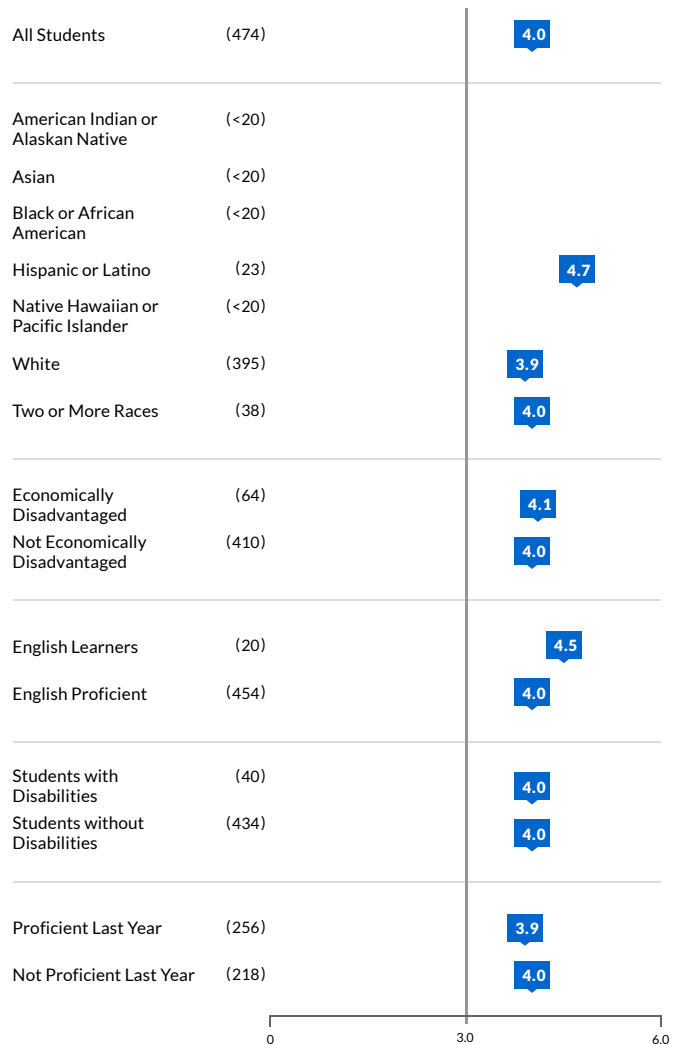 All Students (474) 4.0
American Indian or (<20)
Alaskan Native
Asian (<20)
Black or African (<20)
American
Hispanic or Latino (23) 4.7
Native Hawaiian or (<20)
Pacific Islander
White (395) 3.9
Two or More Races (38) 4.0
Economically (64) 4.1
Disadvantaged
Not Economically (410) 4.0
Disadvantaged
English Learners (20) 4.5
English Proficient (454) 4.0
Students with (40) 4.0
Disabilities
Students without (434) 4.0
Disabilities
Proficient Last Year (256) 3.9
Not Proficient Last Year (218) 4.0
0 3.0 6.0